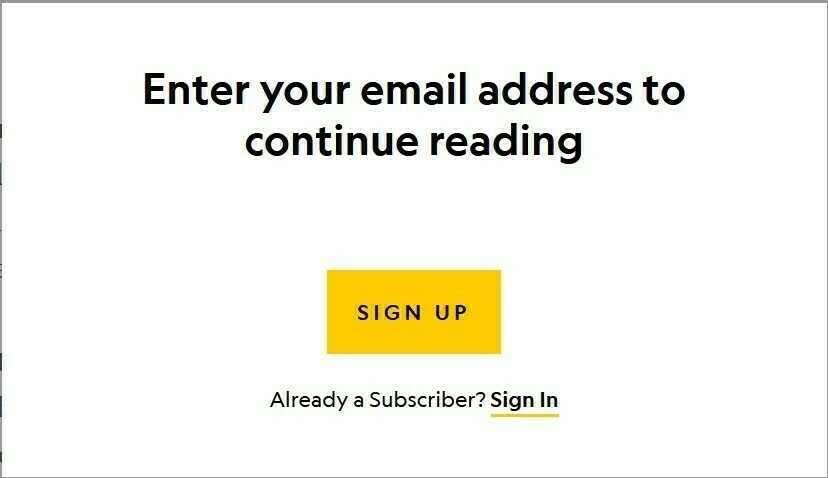 Enter your email address to
continue reading
SIGN UP
Already a Subscriber? Sign In